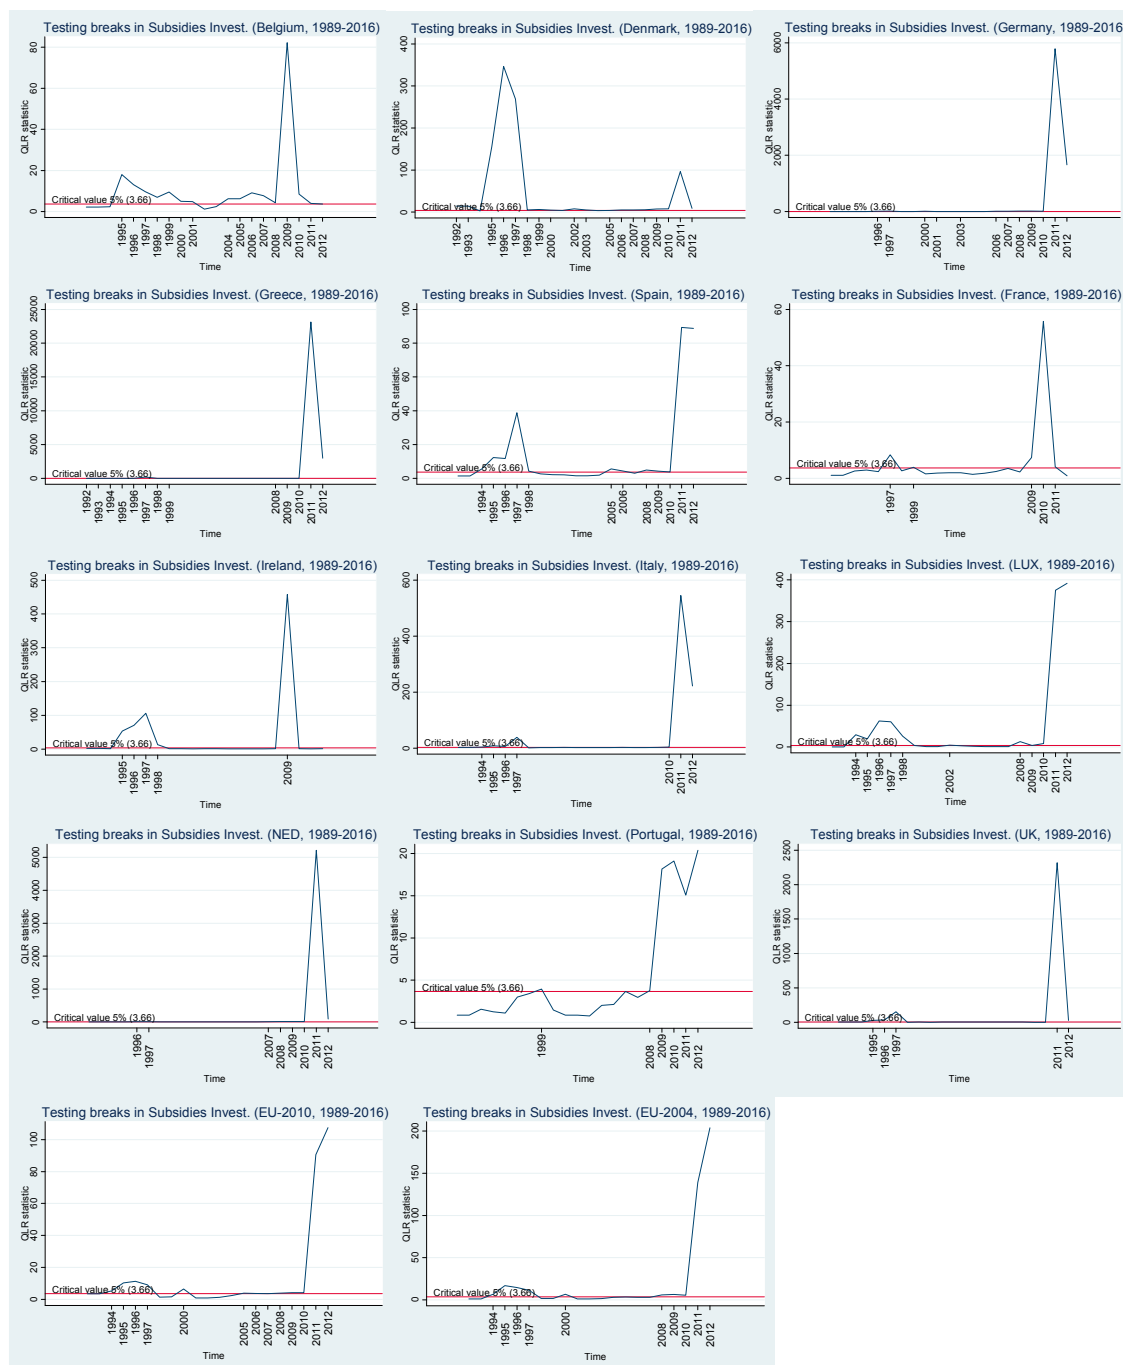 Testing breaks in Subsidies Invest. (Belgium, 1989-2016)
QLR statistic
80
60
40
20
0
Critical value 5% (3.66)
1995 1996 1997 1998 1999 2000 2001 2004 2005 2006 2007 2008 2009 2010 2011 2012
Time
Testing breaks in Subsidies Invest. (Denmark, 1989-2016)
QLR statistic
400
300
200
100
0
Critical value 5% (3.66)
1992 1993 1995 1996 1997 1998 1999 2000 2002 2003 2005 2006 2007 2008 2009 2010 2011 2012
Time
Testing breaks in Subsidies Invest. (Germany, 1989-2016
QLR statistic
6000
4000
2000
0
Critical value 5% (3.66)
1996 1997 2000 2001 2003 2006 2007 2008 2009 2010 2011 2012
Time
Testing breaks in Subsidies Invest. (Greece, 1989-2016)
QLR statistic
25000
20000
15000
10000
5000
0
Critical value 5% (3.66)
1992 1993 1994 1995 1996 1997 1998 1999 2008 2009 2010 2011 2012
Time
Testing breaks in Subsidies Invest. (Spain, 1989-2016)
QLR statistic
100
80
60
40
20
0
Critical value 5% (3.66)
1994 1995 1996 1997 1998 2005 2006 2008 2009 2010 2011 2012
Time
Testing breaks in Subsidies Invest. (France, 1989-2016)
QLR statistic
60
40
20
0
Critical value 5% (3.66)
1997 1999 2009 2010 2011
Time
Testing breaks in Subsidies Invest. (Ireland, 1989-2016)
QLR statistic
500
400
300
200
100
0
Critical value 5% (3.66)
1995 1996 1997 1998 2009
Time
Testing breaks in Subsidies Invest. (Italy, 1989-2016)
QLR statistic
600
400
200
0
Critical value 5% (3.66)
1994 1995 1996 1997 2010 2011 2012
Time
Testing breaks in Subsidies Invest. (LUX, 1989-2016)
QLR statistic
400
300
200
100
0
Critical value 5% (3.66)
1994 1995 1996 1997 1998 2002 2008 2009 2010 2011 2012
Time
Testing breaks in Subsidies Invest. (NED, 1989-2016)
QLR statistic
5000
4000
3000
2000
1000
0
Critical value 5% (3.66)
1996 1997 2007 2008 2009 2010 2011 2012
Time
Testing breaks in Subsidies Invest. (Portugal, 1989-2016)
QLR statistic
20
15
10
5
0
Critical value 5% (3.66)
1999 2008 2009 2010 2011 2012
Time
Testing breaks in Subsidies Invest. (UK, 1989-2016)
QLR statistic
2500
2000
1500
1000
500
0
Critical value 5% (3.66)
1995 1996 1997 2011 2012
Time
Testing breaks in Subsidies Invest. (EU-2010, 1989-2016)
QLR statistic
100
80
60
40
20
0
Critical value 5% (3.66)
1994 1995 1996 1997 2000 2005 2006 2007 2008 2009 2010 2011 2012
Time
Testing breaks in Subsidies Invest. (EU-2004, 1989-2016)
QLR statistic
200
150
100
50
0
Critical value 5% (3.66)
1994 1995 1996 1997 2000 2008 2009 2010 2011 2012
Time